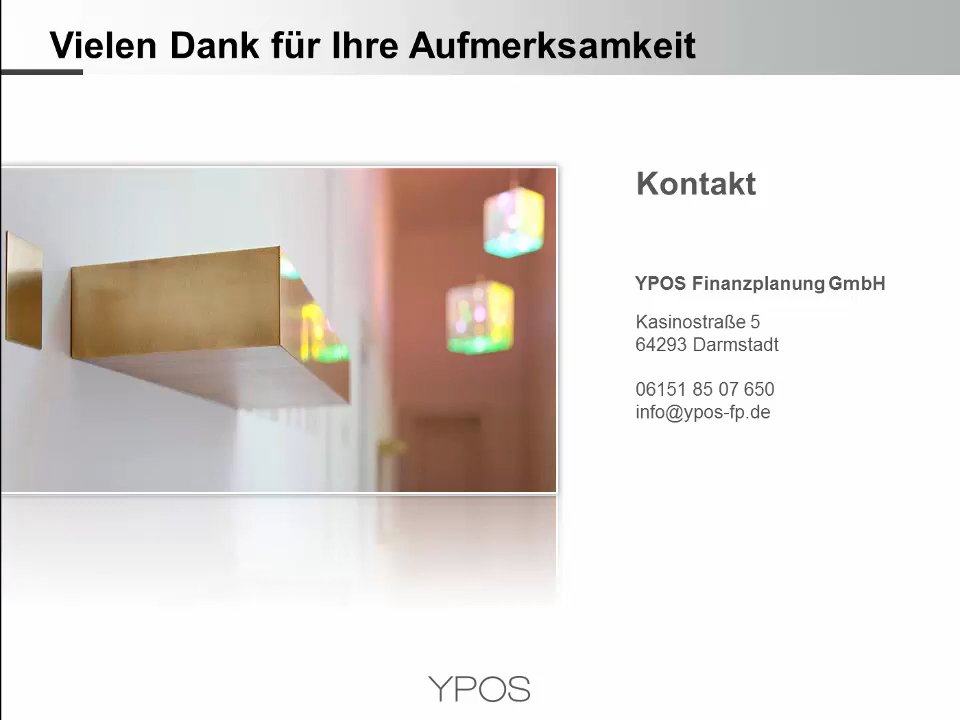 Vielen Dank für Ihre Aufmerksamkeit
Kontakt
YPOS Finanzplanung GmbH
Kasinostraße 5
64293 Darmstadt
06151 85 07 650
info@ypos-fp.de
YPOS